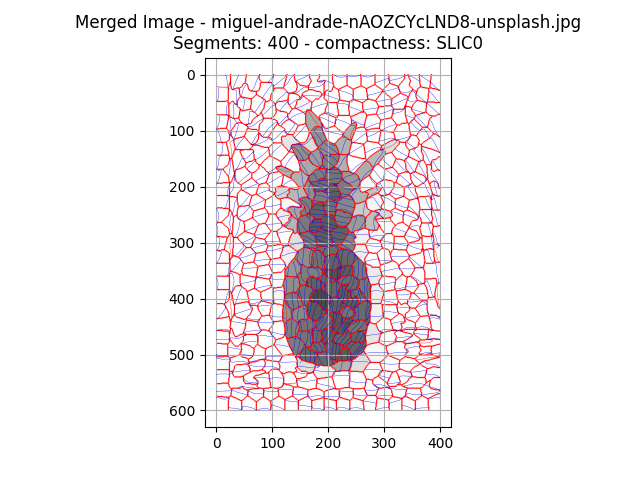 Merged Image - miguel-andrade-nAOZCYcLND8-unsplash.jpg
Segments: 400 - compactness: SLIC0
0
100
200
300
400
500
600
0 100 200 300 400